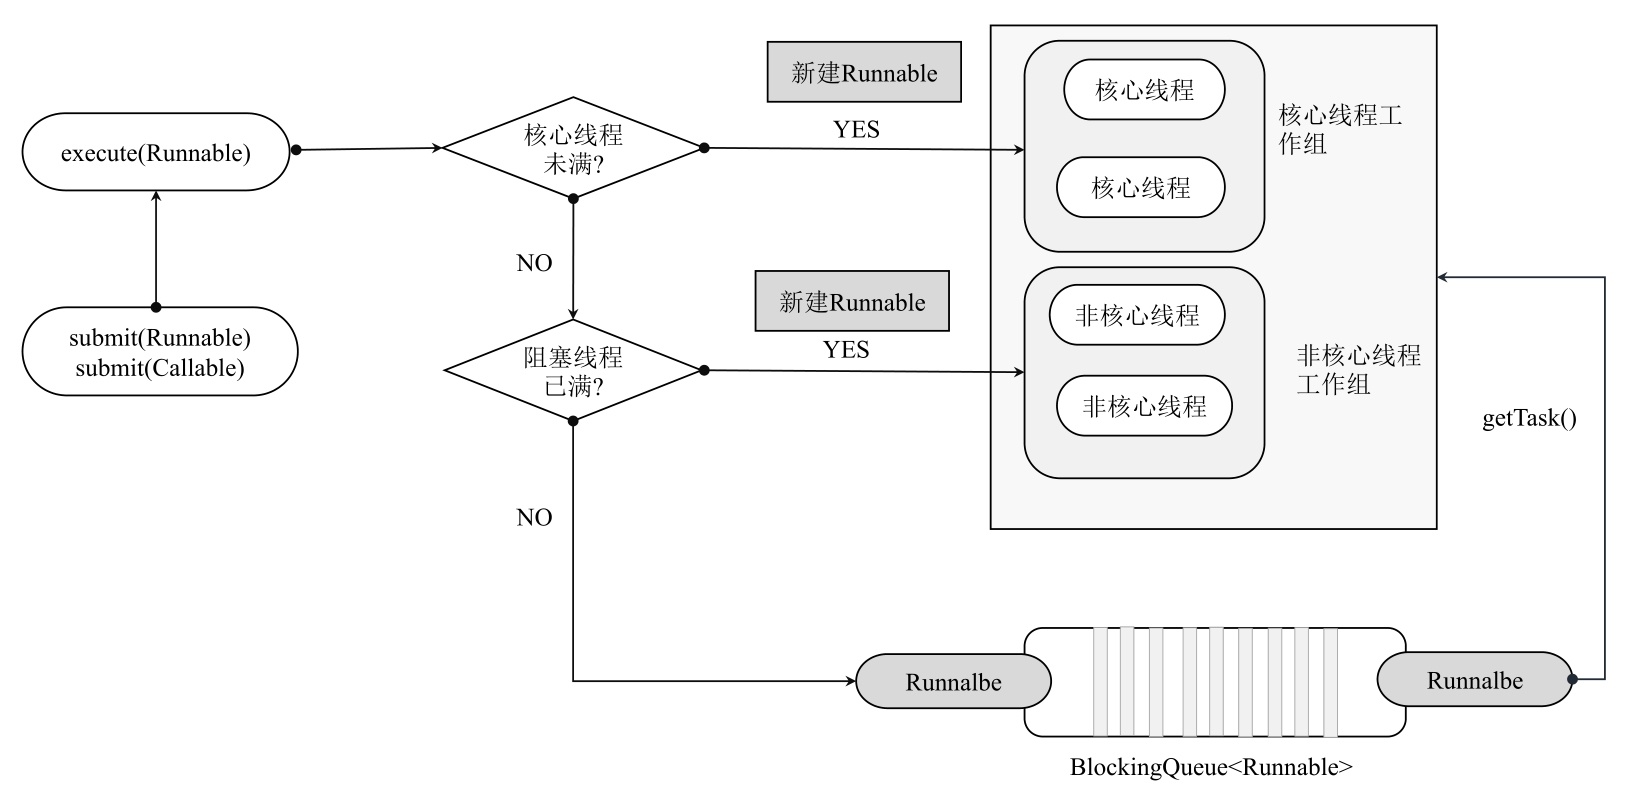 新建Runnable
核心线程
execute(Runnable)
核心线程
未满?
YES
核心线程工
作组
核心线程
NO
新建Runnable
非核心线程
submit(Runnable)
submit(Callable)
阻塞线程
已满?
YES
非核心线程
工作组
非核心线程
getTask()
NO
Runnalbe
Runnalbe
BlockingQueue<Runnable>